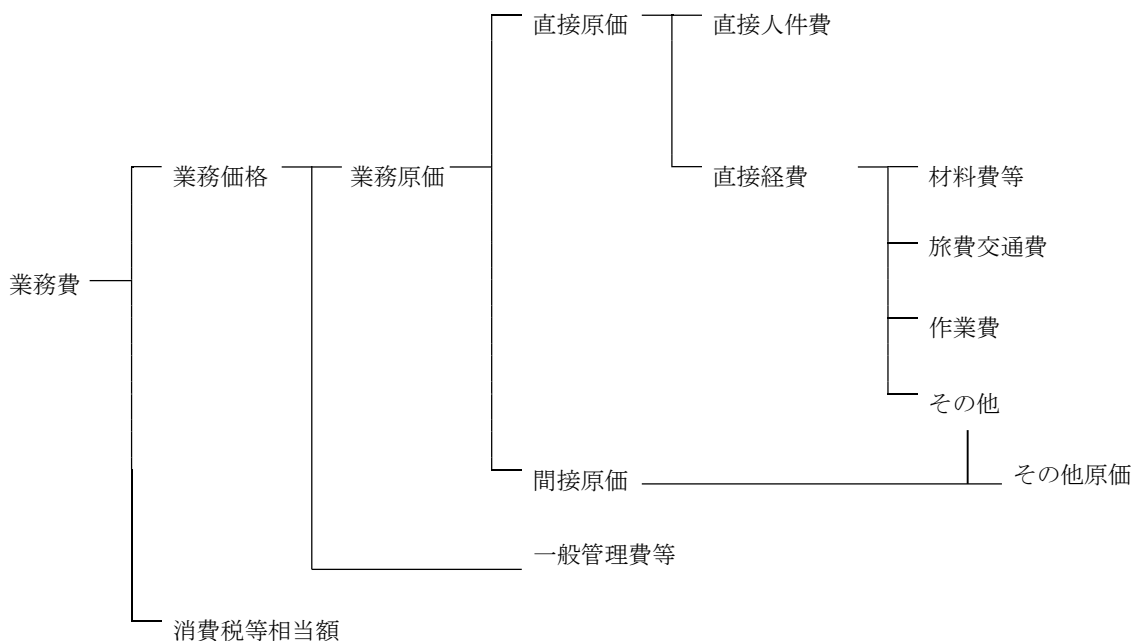 直接原価 直接人件費
業務価格 業務原価 直接経費 材料費等
旅費交通費
業務費
作業費
その他
間接原価 その他原価
一般管理費等
消費税等相当額